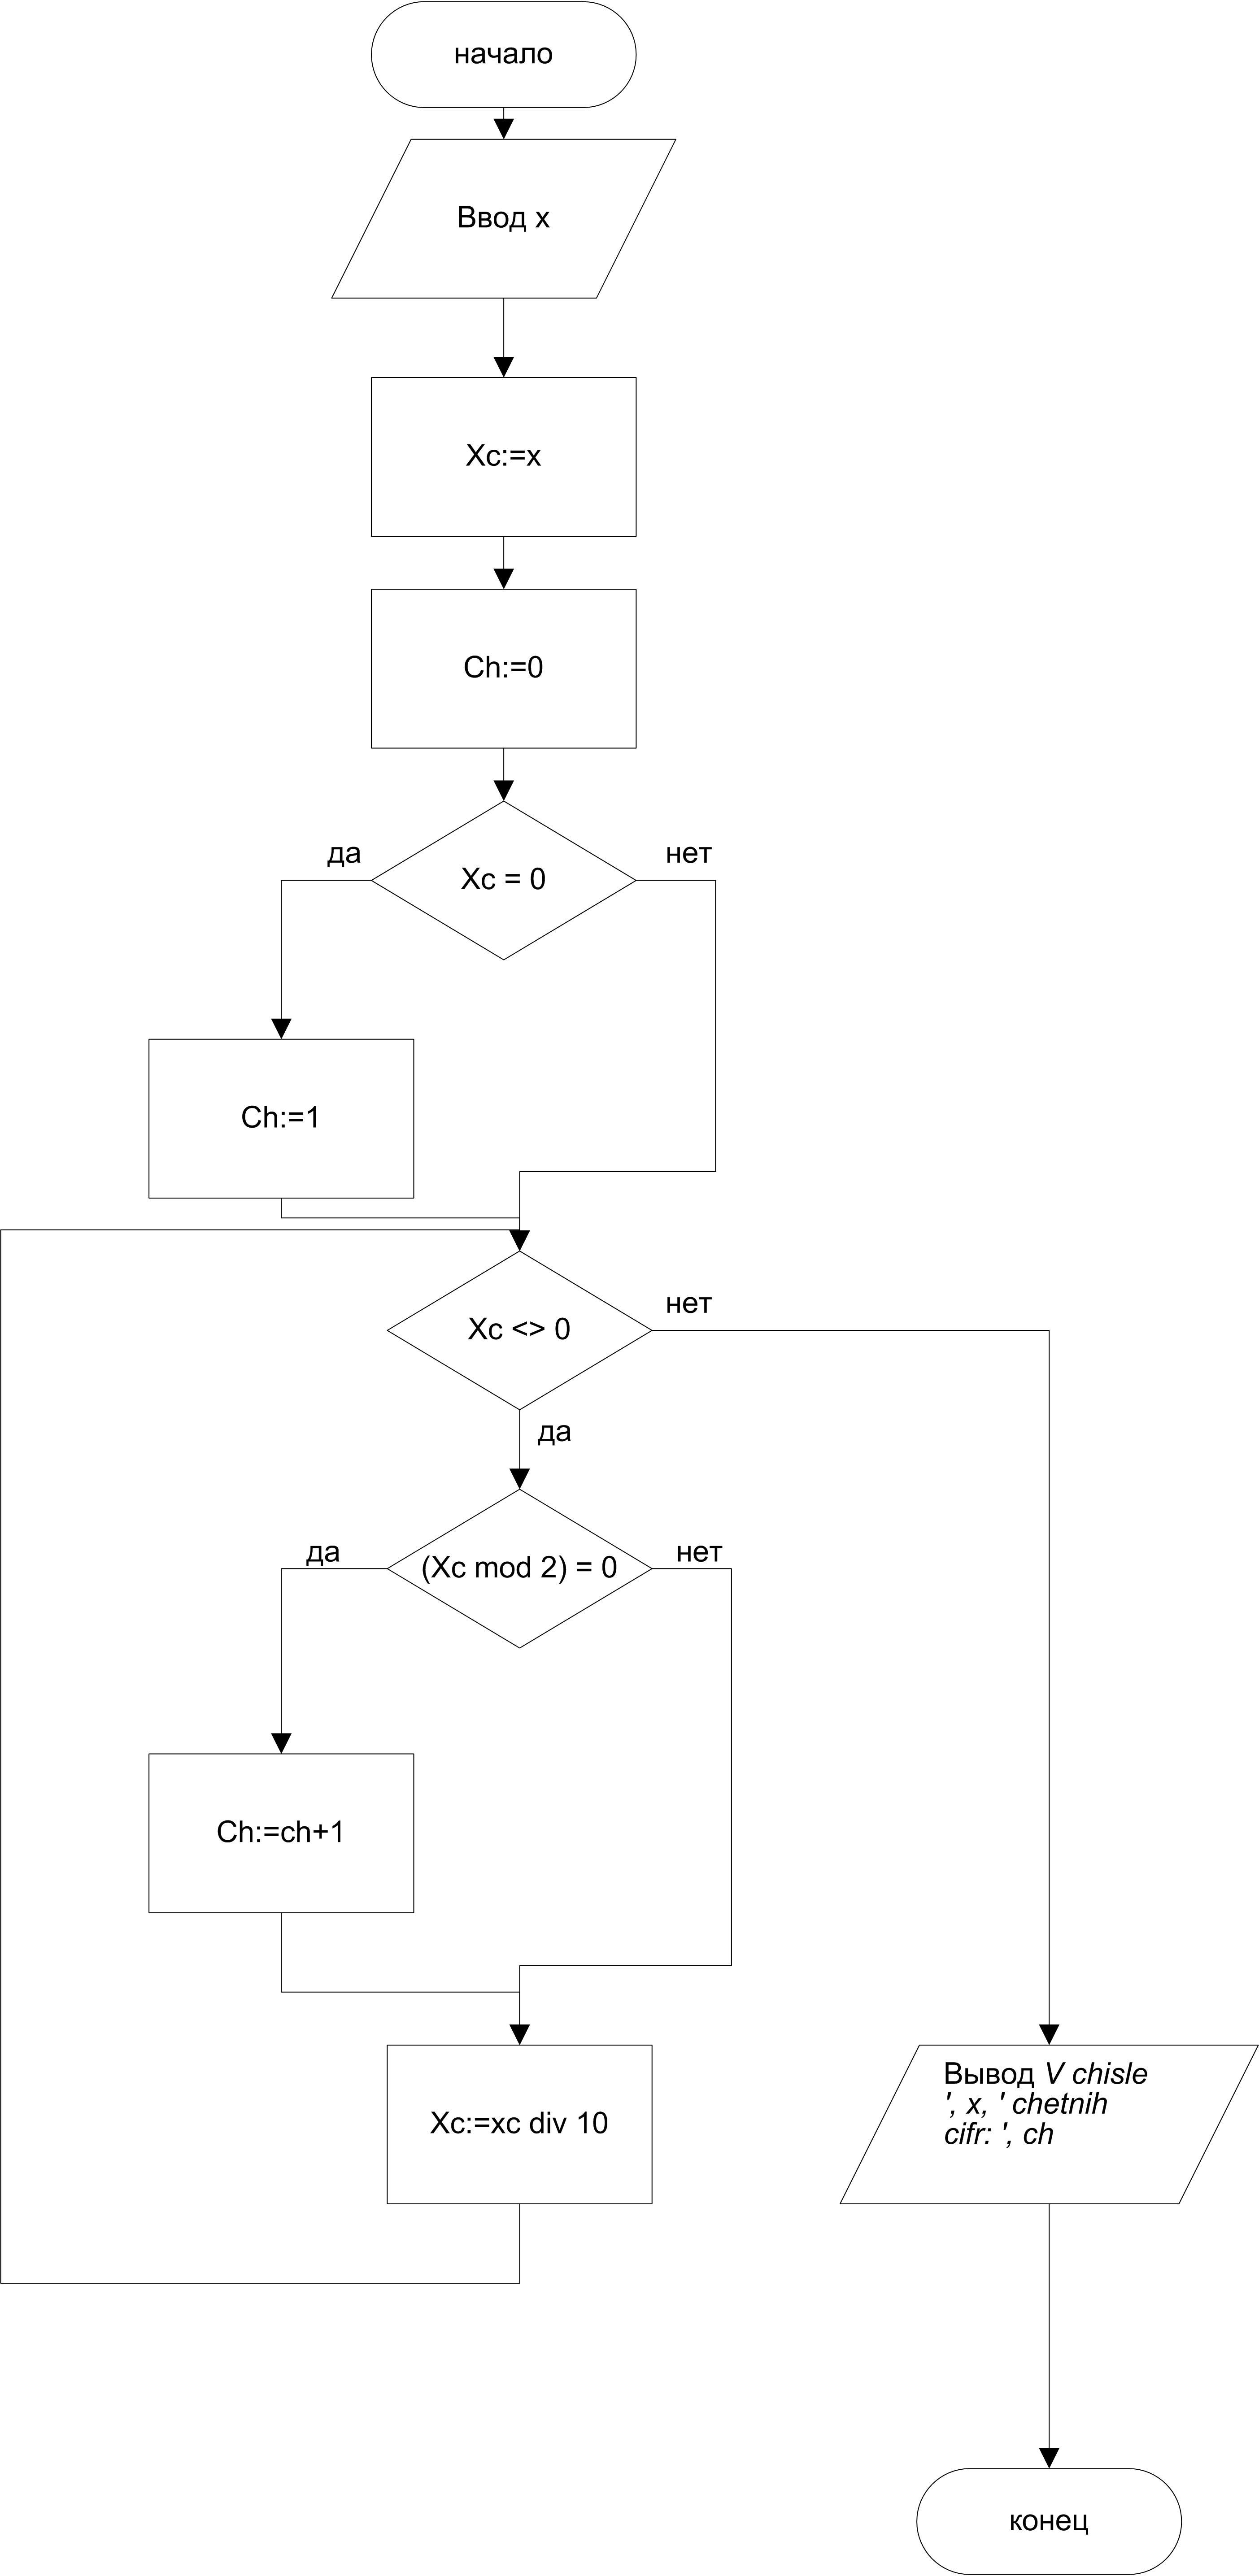 начало
Ввод x
Xc:=x
Ch:=0
да
нет
Xc = 0
Ch:=1
нет
Xc <> 0
да
да
нет
(Xc mod 2) = 0
Ch:=ch+1
Вывод V chisle
', x, ' chetnih
cifr: ', ch
Xc:=xc div 10
конец